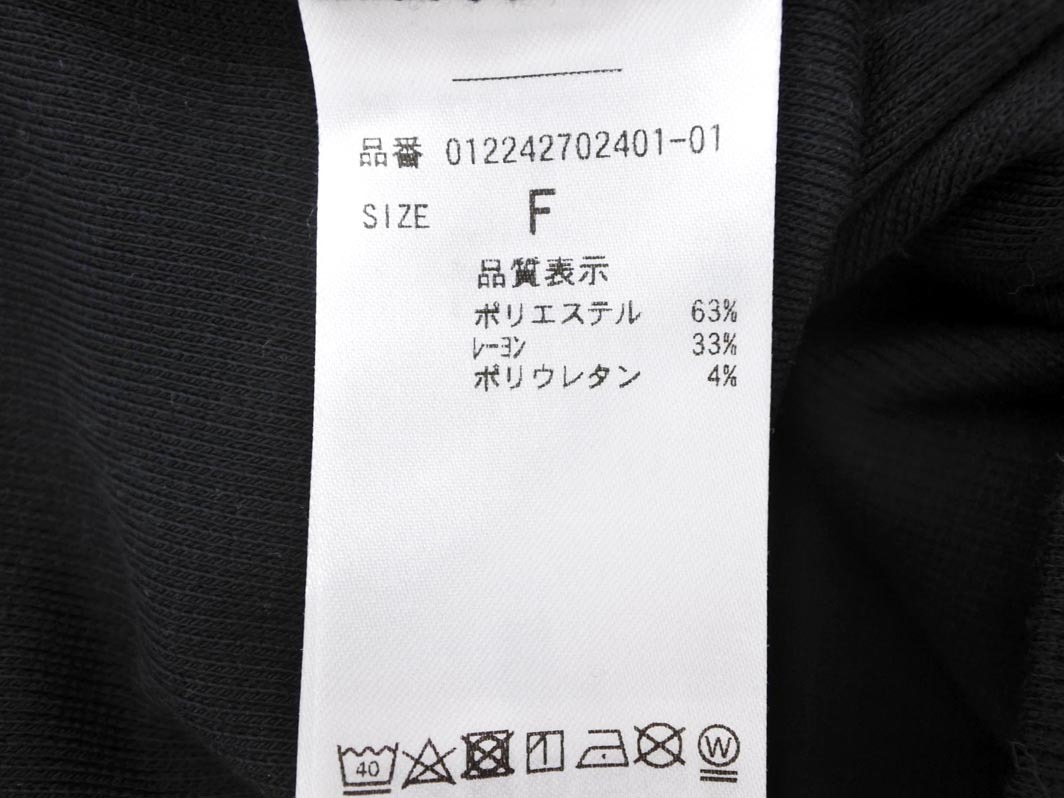 品番 012242702401-01
SIZE F
品質表示
ポリエステル 63%
ﾚｰﾖﾝ 33%
ポリウレタン 4%
40 W